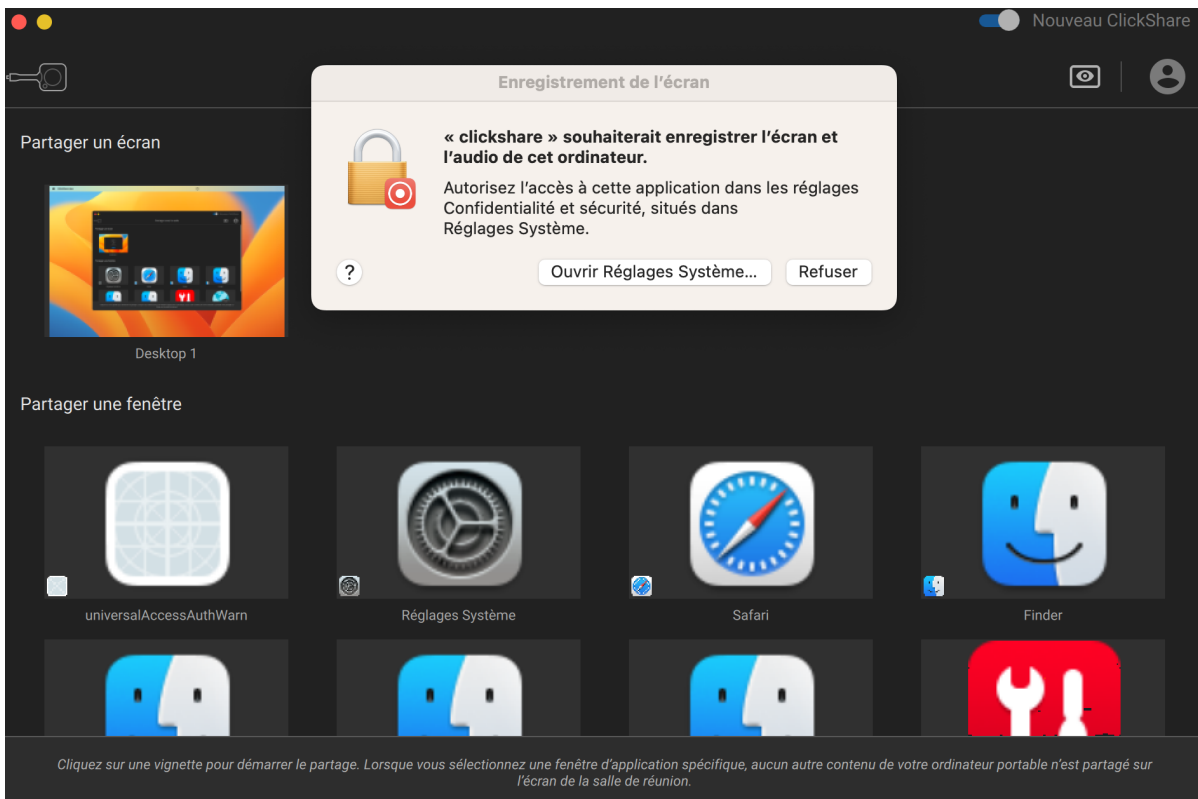 Nouveau ClickShare
Enregistrement de l’écran
« clickshare » souhaiterait enregistrer l’écran et
l’audio de cet ordinateur.
Autorisez l’accès à cette application dans les réglages
Confidentialité et sécurité, situés dans
Réglages Système.
?
Ouvrir Réglages Système...
Refuser
Partager un écran
Desktop 1
Partager une fenêtre
universalAccessAuthWarn
Réglages Système
Safari
Finder
Cliquez sur une vignette pour démarrer le partage. Lorsque vous sélectionnez une fenêtre d’application spécifique, aucun autre contenu de votre ordinateur portable n’est partagé sur
l’écran de la salle de réunion.